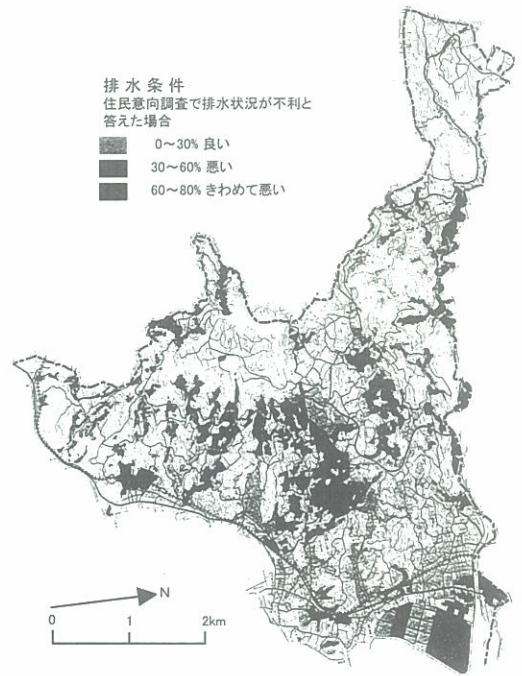 排水条件
住民意向調査で排水状況が不利と
答えた場合
0~30% 良い
30~60% 悪い
60~80% きわめて悪い
N
0 1 2km